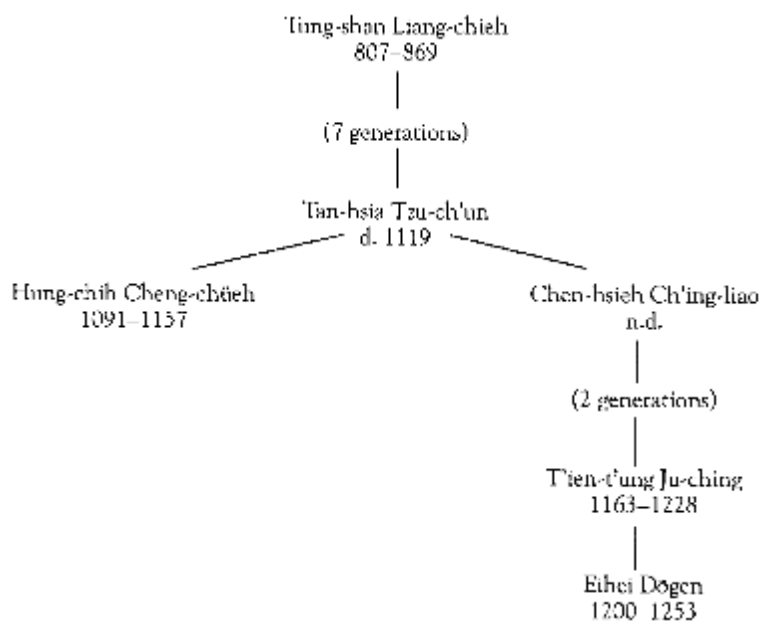 Tung-shan Liang-chieh
807–869
(7 generations)
Tan-hsia Tzu-ch'un
d. 1119
Hung-chih Cheng-chüeh
1091–1157
Chen-hsieh Ch'ing-liao
n.d.
(2 generations)
T'ien-t'ung Ju-ching
1163–1228
Eihei Dōgen
1200–1253